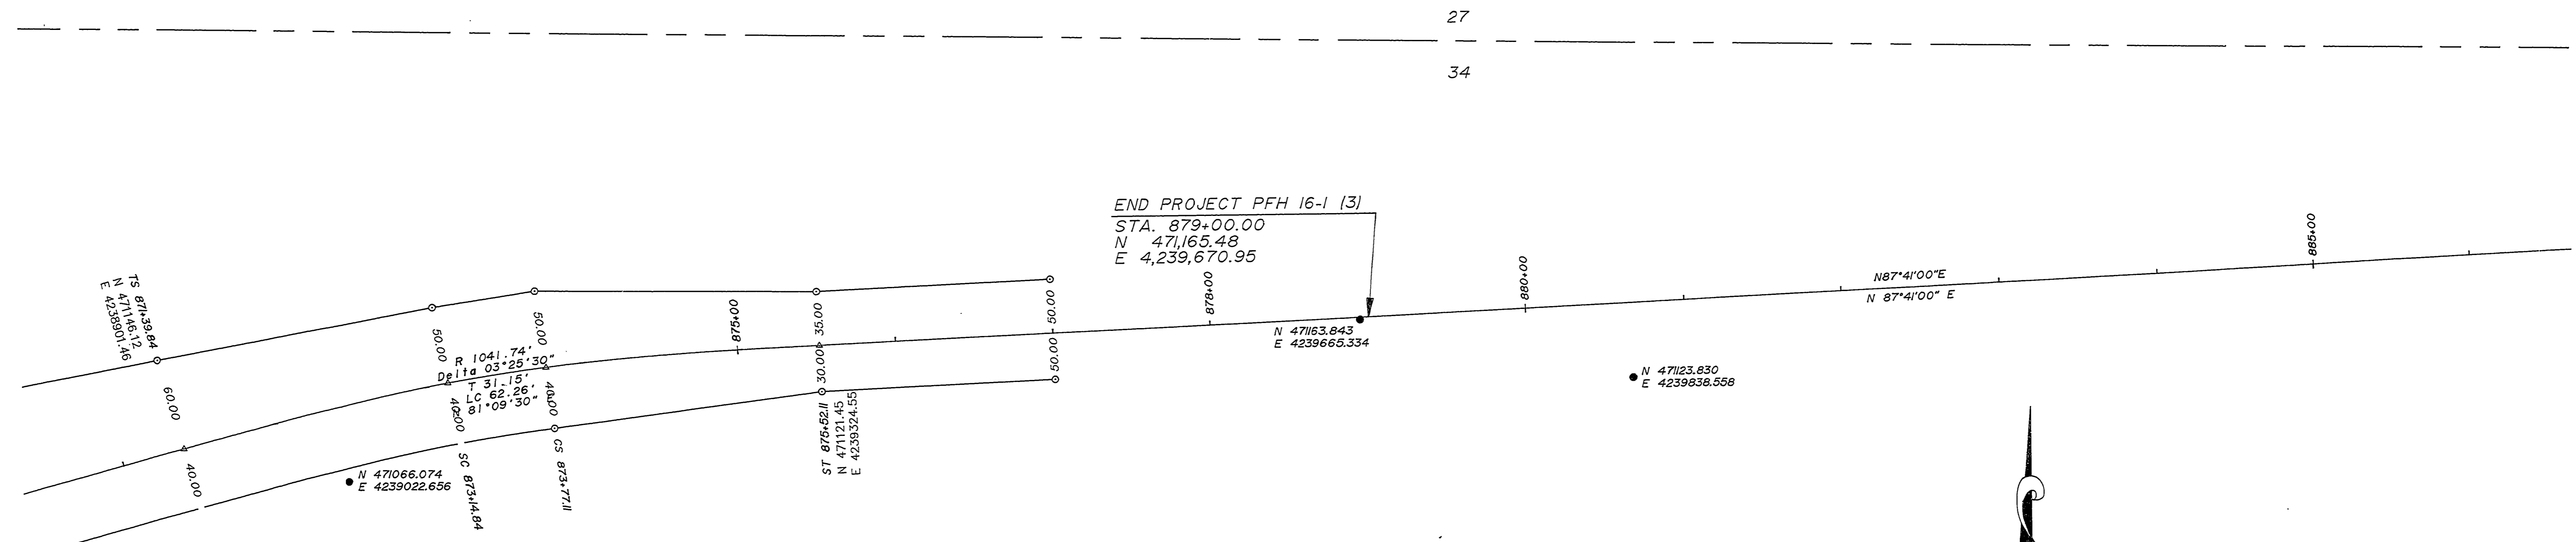 27
34
END PROJECT PFH 16-1 (3)
STA. 879+00.00
N 471,165.48
E 4,239,670.95
TS 871+39.84
N 471146.12
E 4238901.46
60.00
40.00
50.00
50.00
R 1041.74'
Delta 03°25'30"
T 31.15'
LC 62.26'
81°09'30"
40.00
40.00
SC 873+14.84
CS 873+77.11
N 471066.074
E 4239022.656
875+00
35.00
30.00
ST 875+52.11
N 471121.45
E 4239324.55
50.00
50.00
878+00
N 471163.843
E 4239665.334
880+00
N 471123.830
E 4239838.558
N87°41'00"E
N 87°41'00" E
885+00